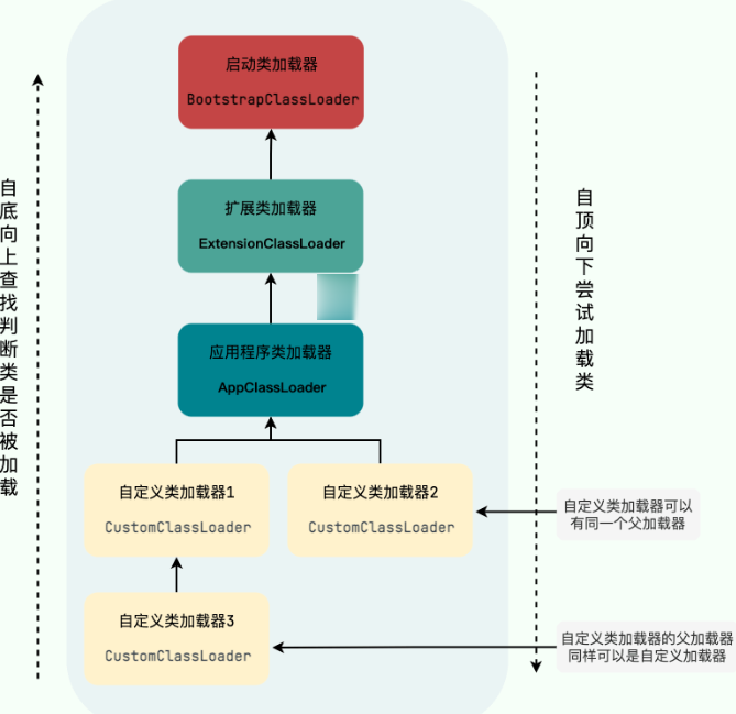 启动类加载器
BootstrapClassLoader
扩展类加载器
ExtensionClassLoader
应用程序类加载器
AppClassLoader
自定义类加载器1
CustomClassLoader
自定义类加载器2
CustomClassLoader
自定义类加载器3
CustomClassLoader
自底向上查找判断类是否被加载
自顶向下尝试加载类
自定义类加载器可以
有同一个父加载器
自定义类加载器的父加载器
同样可以是自定义加载器